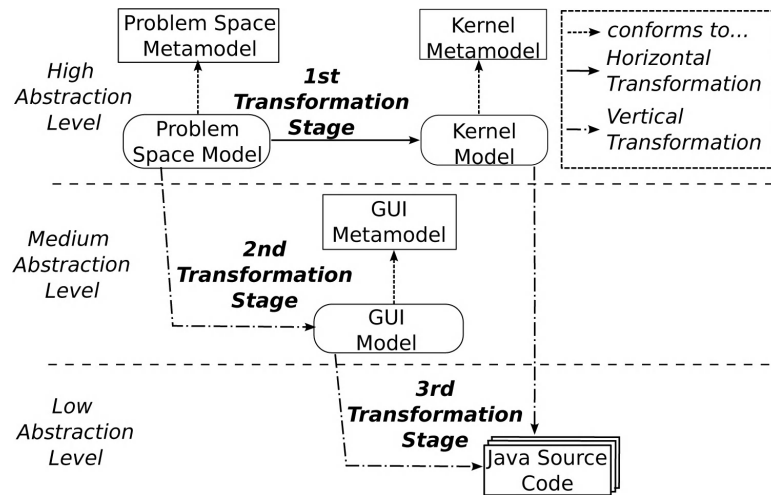 Problem Space
Metamodel
Kernel
Metamodel
conforms to...
Horizontal
Transformation
Vertical
Transformation
High
Abstraction
Level
1st
Transformation
Stage
Problem
Space Model
Kernel
Model
Medium
Abstraction
Level
GUI
Metamodel
2nd
Transformation
Stage
GUI
Model
Low
Abstraction
Level
3rd
Transformation
Stage
Java Source
Code